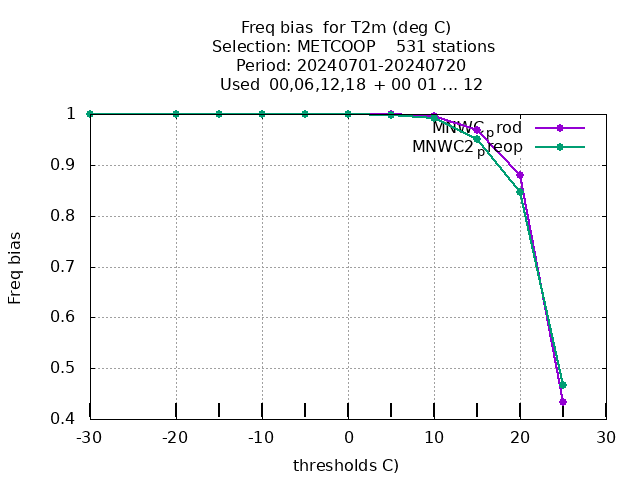 Freq bias  for T2m (deg C)
Selection: METCOOP    531 stations
Period: 20240701-20240720
Used  00,06,12,18  + 00 01 ... 12
MNWC_prod
MNWC2_preop
1
0.9
0.8
0.7
0.6
0.5
0.4
Freq bias
-30
-20
-10
0
10
20
30
thresholds C)